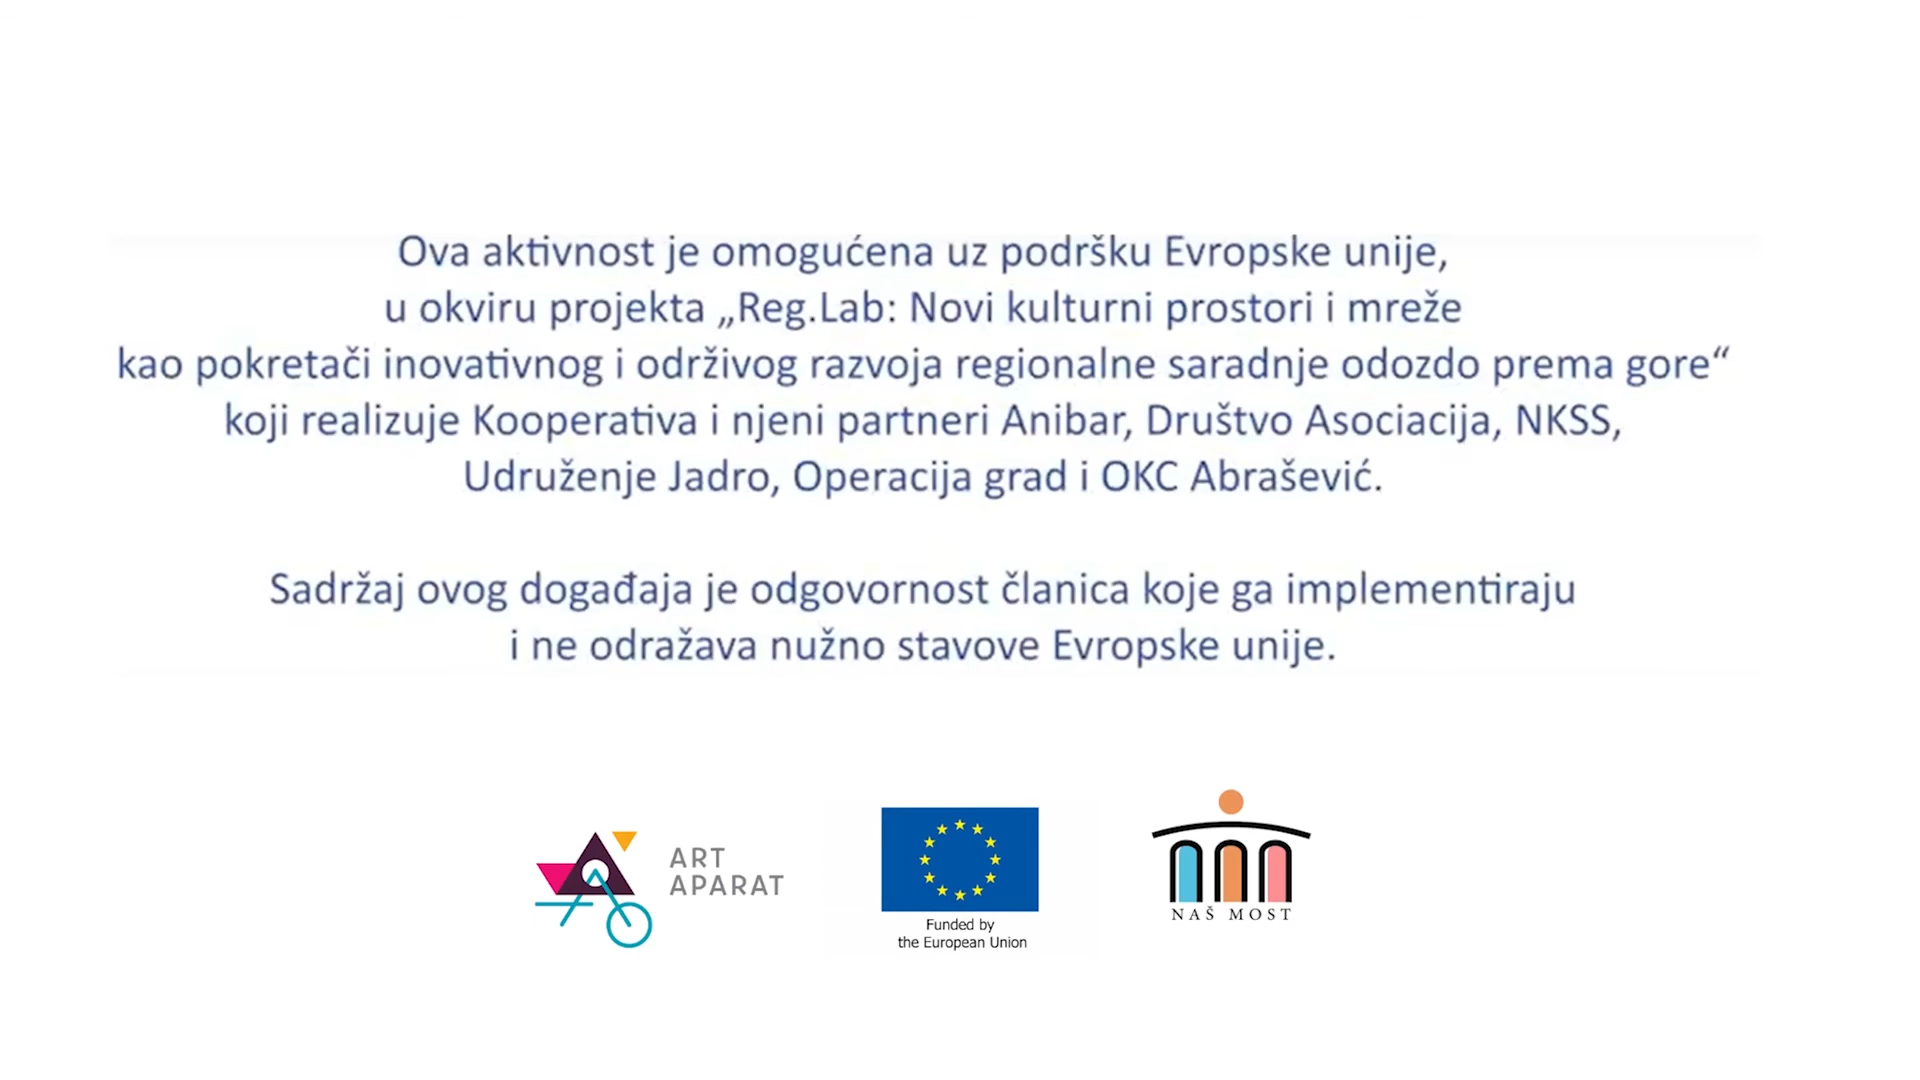 Ova aktivnost je omogućena uz podršku Evropske unije,
u okviru projekta „Reg.Lab: Novi kulturni prostori i mreže
kao pokretači inovativnog i održivog razvoja regionalne saradnje odozdo prema gore“
koji realizuje Kooperativa i njeni partneri Anibar, Društvo Asociacija, NKSS,
Udruženje Jadro, Operacija grad i OKC Abrašević.
Sadržaj ovog događaja je odgovornost članica koje ga implementiraju
i ne odražava nužno stavove Evropske unije.
ART
APARAT
Funded by
the European Union
NAŠ MOST